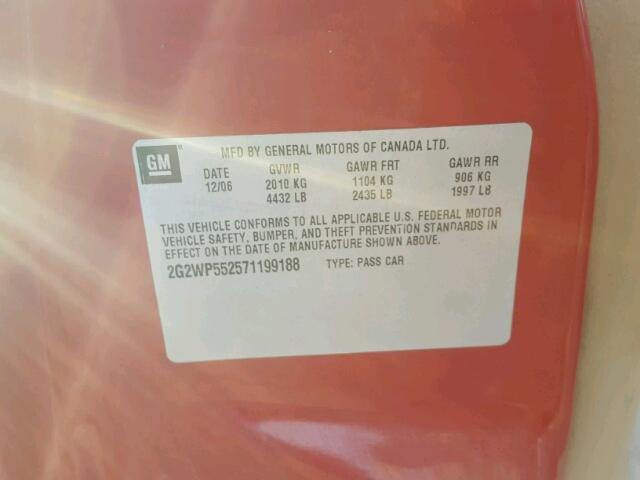 GM
MFD BY GENERAL MOTORS OF CANADA LTD.
DATE GVWR GAWR FRT GAWR RR
12/06 2010 KG 1104 KG 906 KG
4432 LB 2435 LB 1997 LB
THIS VEHICLE CONFORMS TO ALL APPLICABLE U.S. FEDERAL MOTOR
VEHICLE SAFETY, BUMPER, AND THEFT PREVENTION STANDARDS IN
EFFECT ON THE DATE OF MANUFACTURE SHOWN ABOVE.
2G2WP552571199188 TYPE: PASS CAR